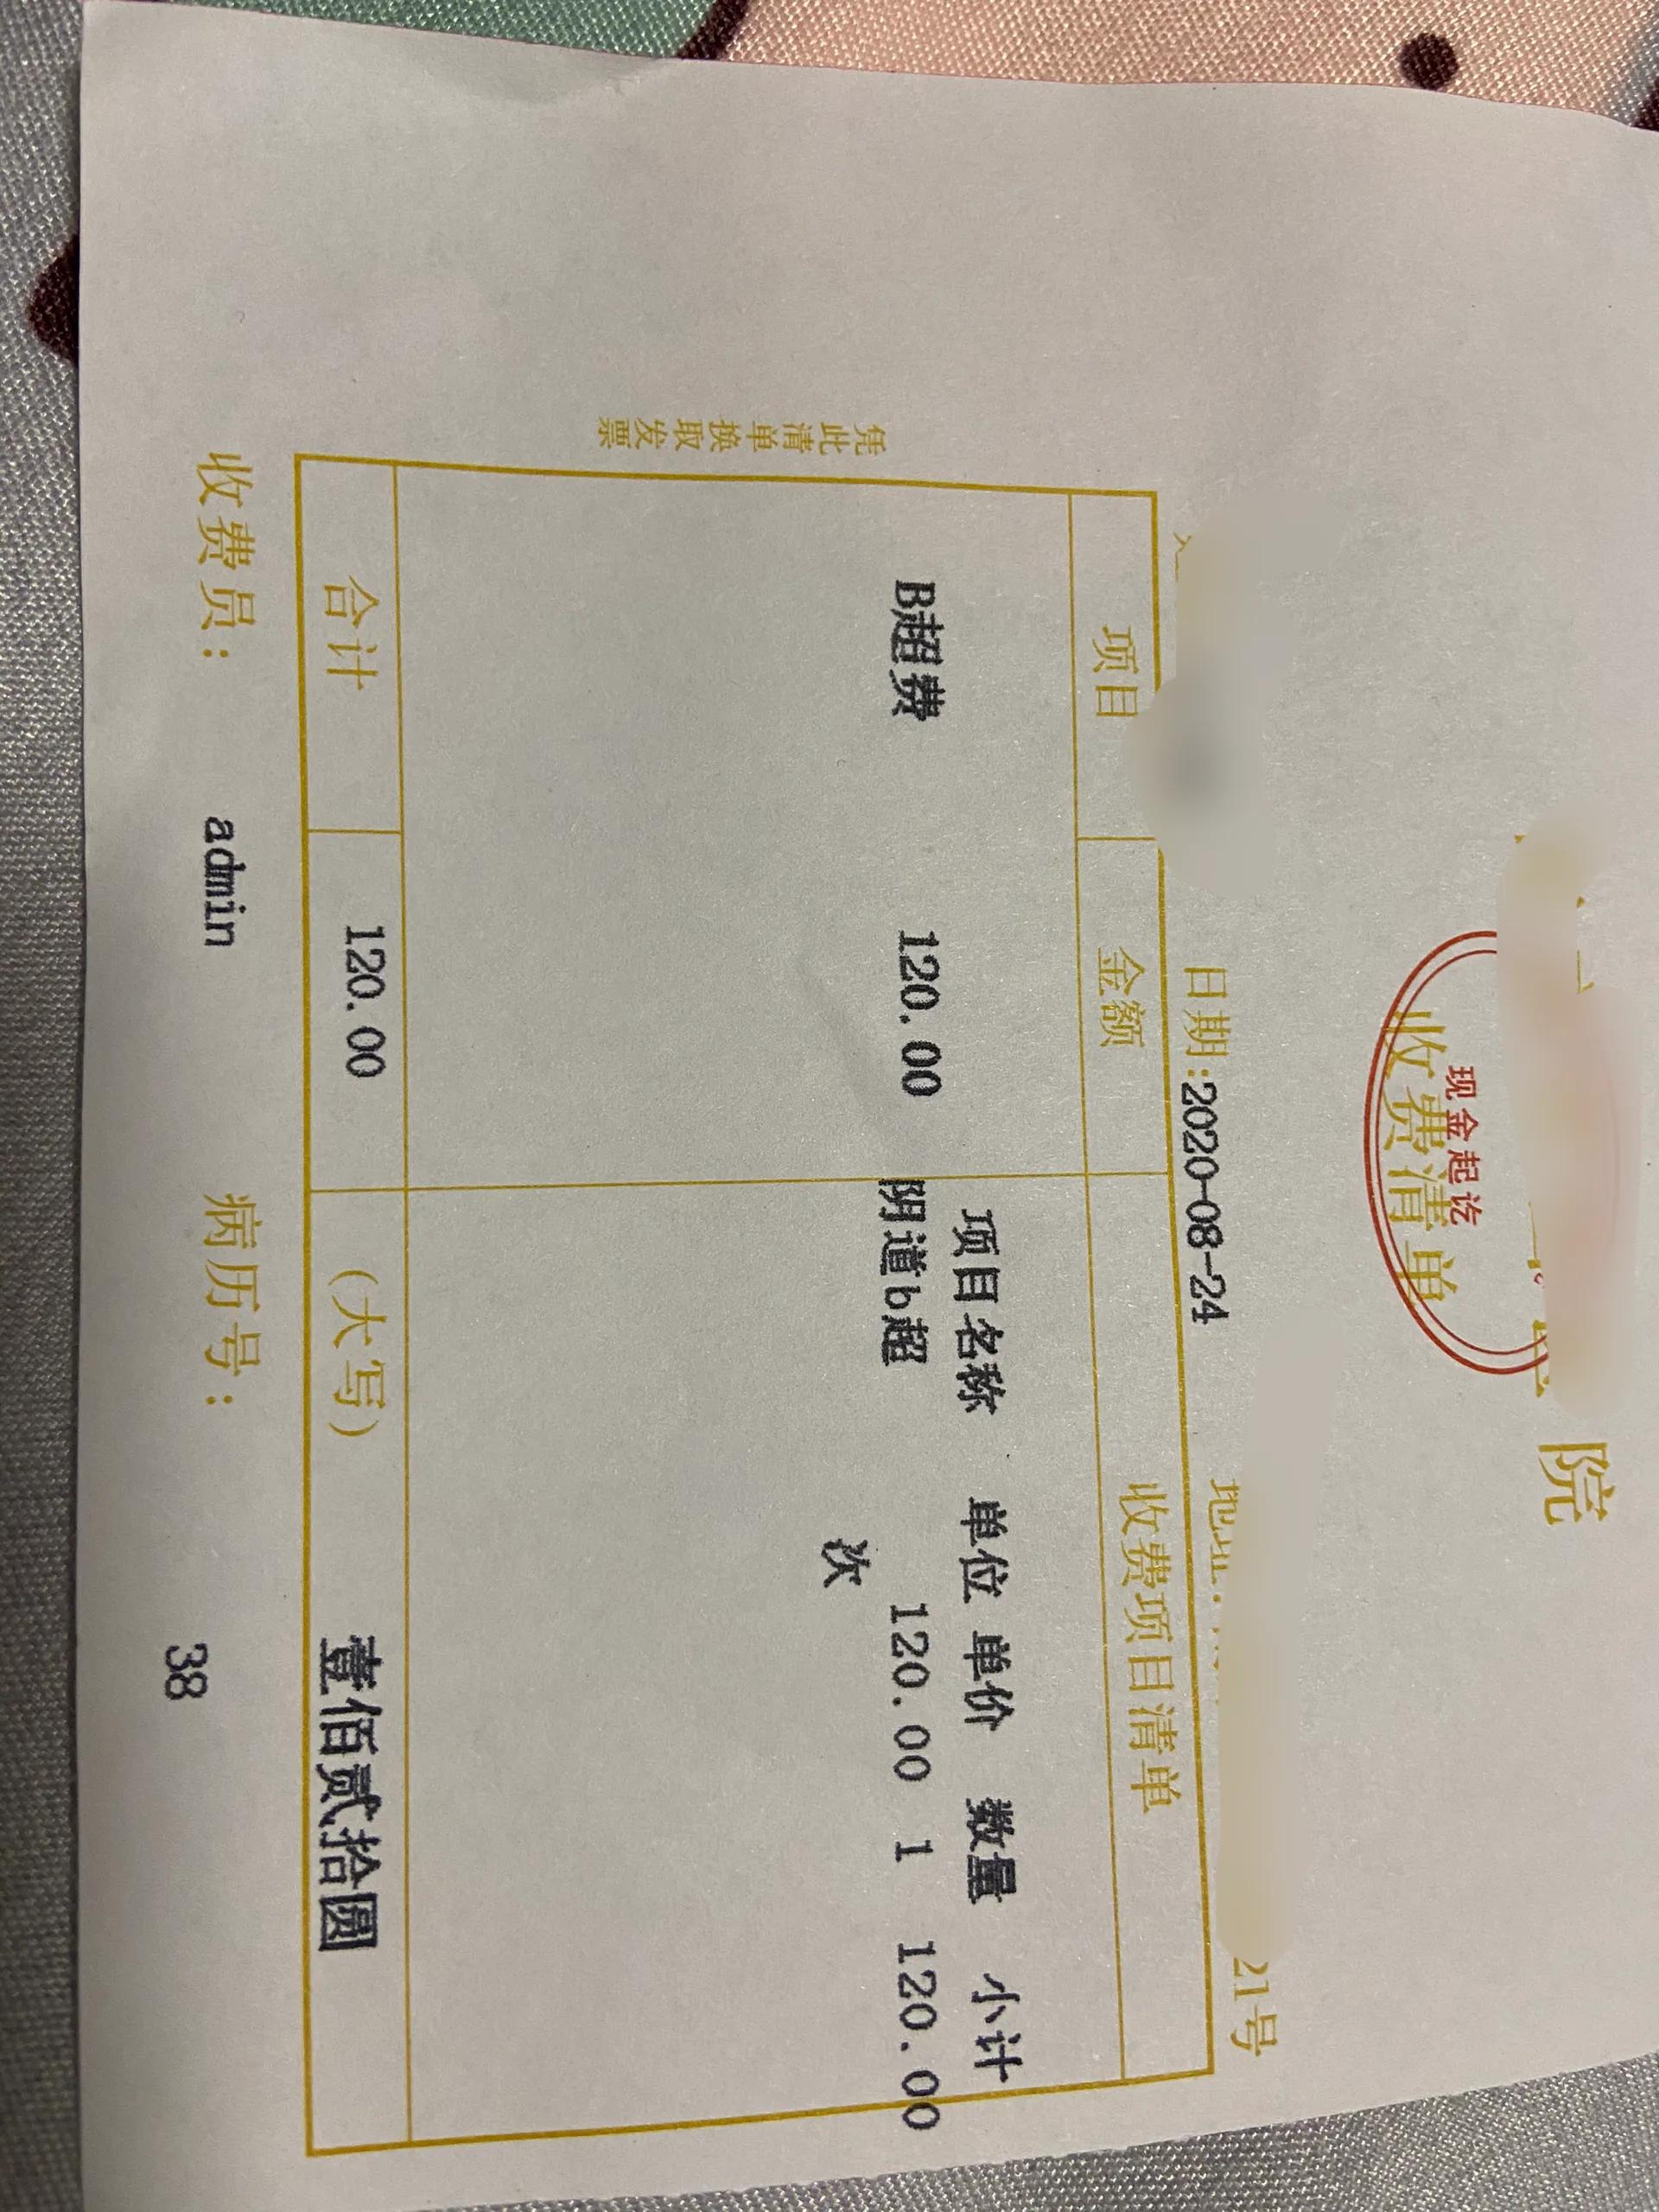 院
收费清单
现金起讫
日期:2020-08-24 地址: 21号
项目 金额 收费项目清单
项目名称 单位 单价 数量 小计
B超费 120.00 阴道b超 120.00 1 120.00
次
合计 120.00 (大写) 壹佰贰拾圆
收费员: admin 病历号:
38
凭此清单换取发票